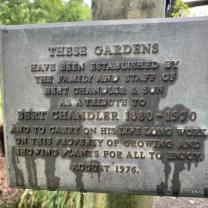 THESE GARDENS
HAVE BEEN ESTABLISHED BY
THE FAMILY AND STAFF OF
BERT CHANDLER & SON
AS A TRIBUTE TO
BERT CHANDLER 1880-1970
AND TO CARRY ON HIS LIFE LONG WORK
ON THIS PROPERTY OF GROWING AND
SHOWING PLANTS FOR ALL TO ENJOY.
AUGUST 1976.